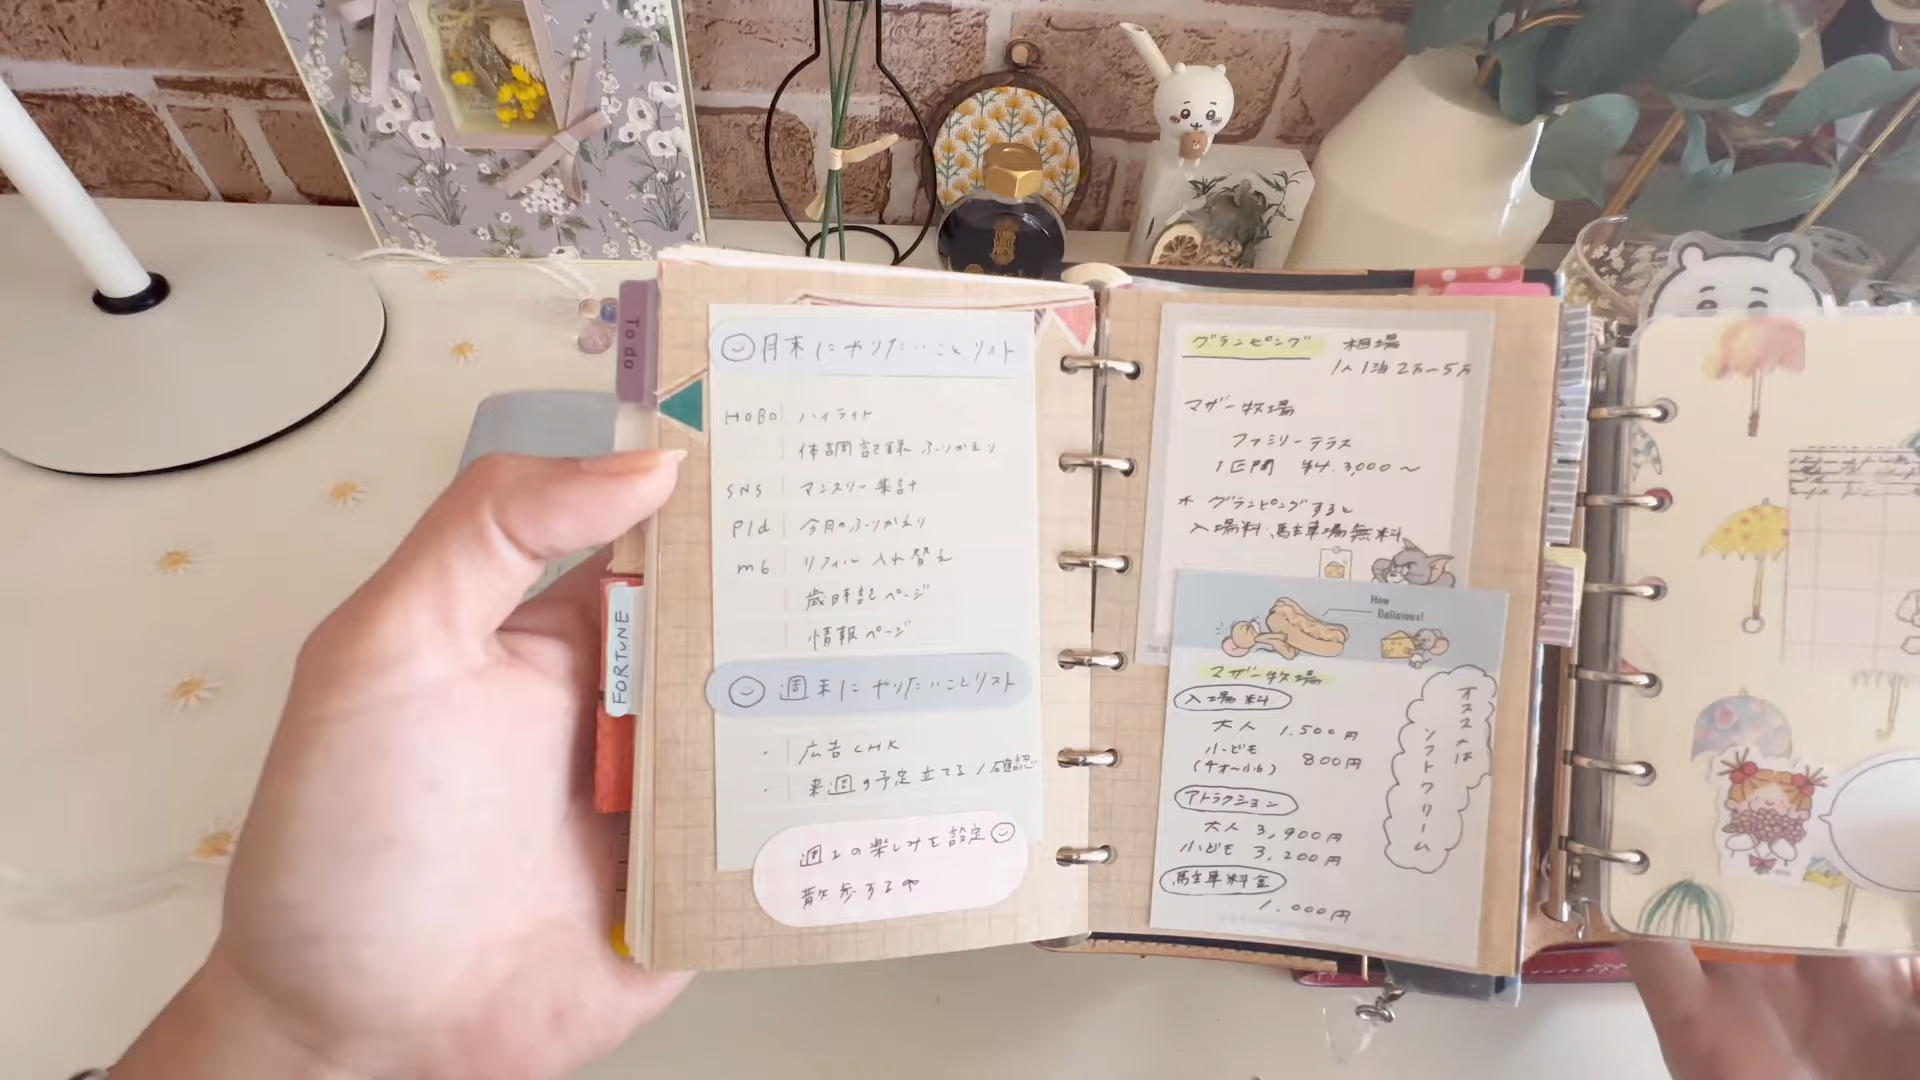 To do
FORTUNE
月末にやりたいことリスト
HOBO ハイライト
体調記録ふりかえり
SNS マンスリー集計
Pld 今月のふりかえり
m6 リフィル入れ替え
歳時記ページ
情報ページ
週末にやりたいことリスト
・広告CHK
・来週の予定立てる/確認
週1の楽しみを設定
散歩する
グランピング 相場
1人1泊2万〜5万
マザー牧場
ファミリーテラス
1区間 ¥43,000〜
* グランピングすると
入場料、駐車場無料
How
Delicious!
マザー牧場
入場料
大人 1,500円
小ども 800円
(4才〜小6)
アトラクション
大人 3,900円
小ども 3,200円
駐車料金
1,000円
オススメは
ソフトクリーム